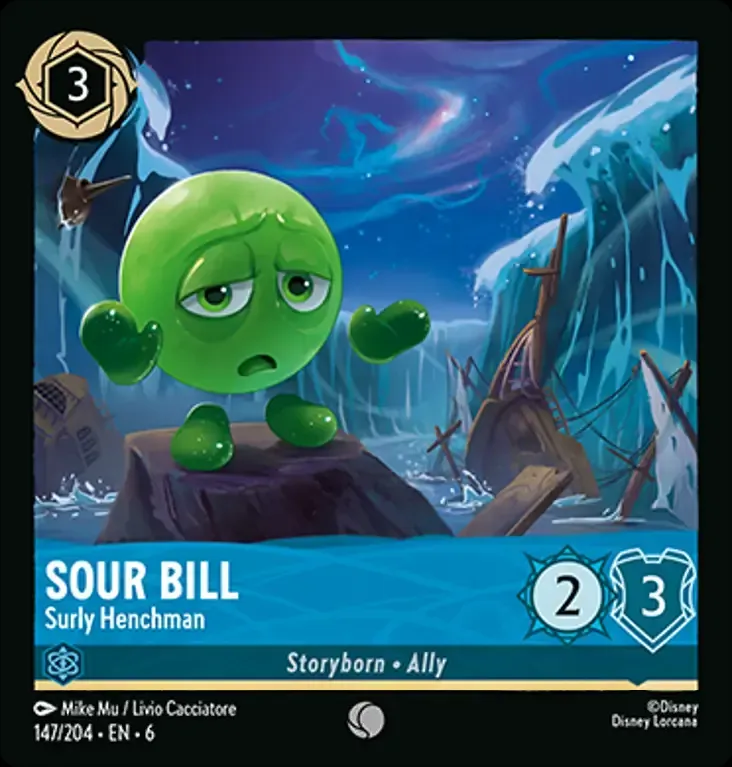 3
SOUR BILL
Surly Henchman
2
3
Storyborn • Ally
Mike Mu / Livio Cacciatore
147/204 • EN • 6
©Disney
Disney Lorcana